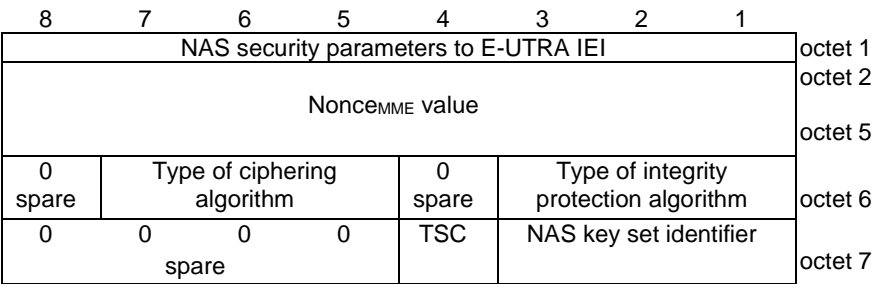 8 7 6 5 4 3 2 1
NAS security parameters to E-UTRA IEI octet 1
octet 2
NonceMME value
octet 5
0 Type of ciphering 0 Type of integrity
spare algorithm spare protection algorithm octet 6
0 0 0 0 TSC NAS key set identifier
spare octet 7